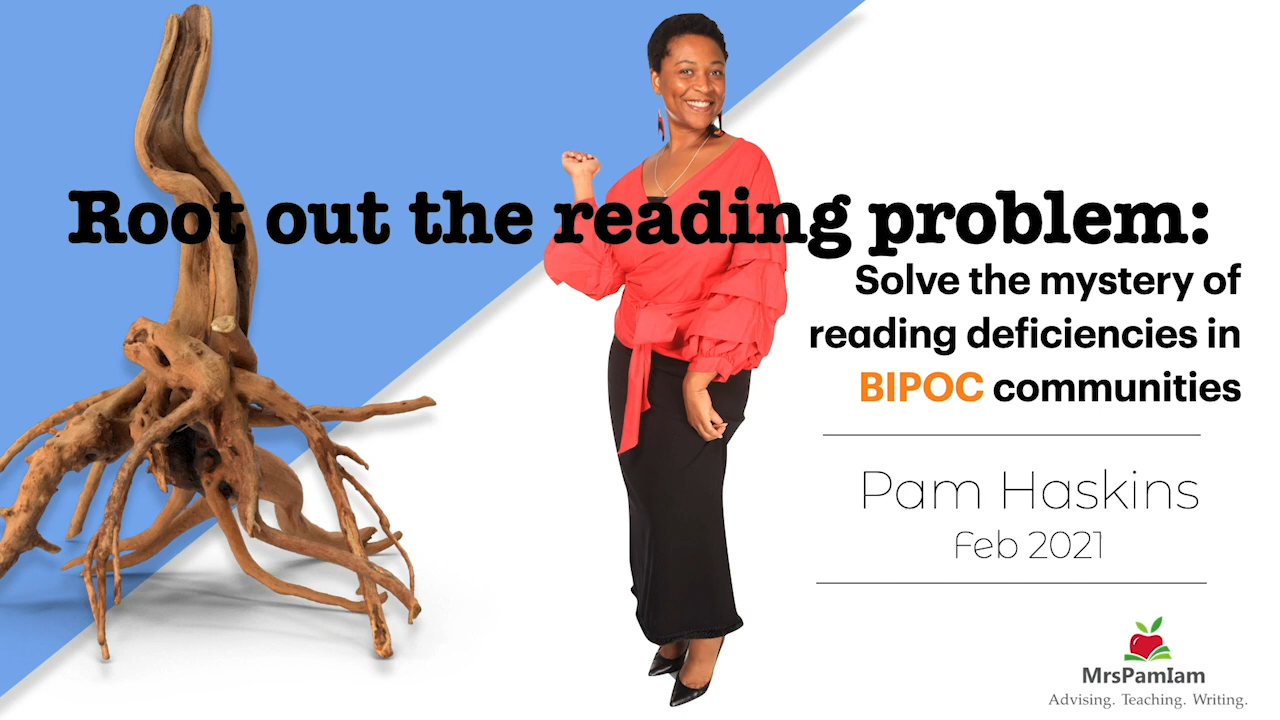 Root out the reading problem:
Solve the mystery of
reading deficiencies in
BIPOC communities
Pam Haskins
Feb 2021
MrsPamIam
Advising. Teaching. Writing.